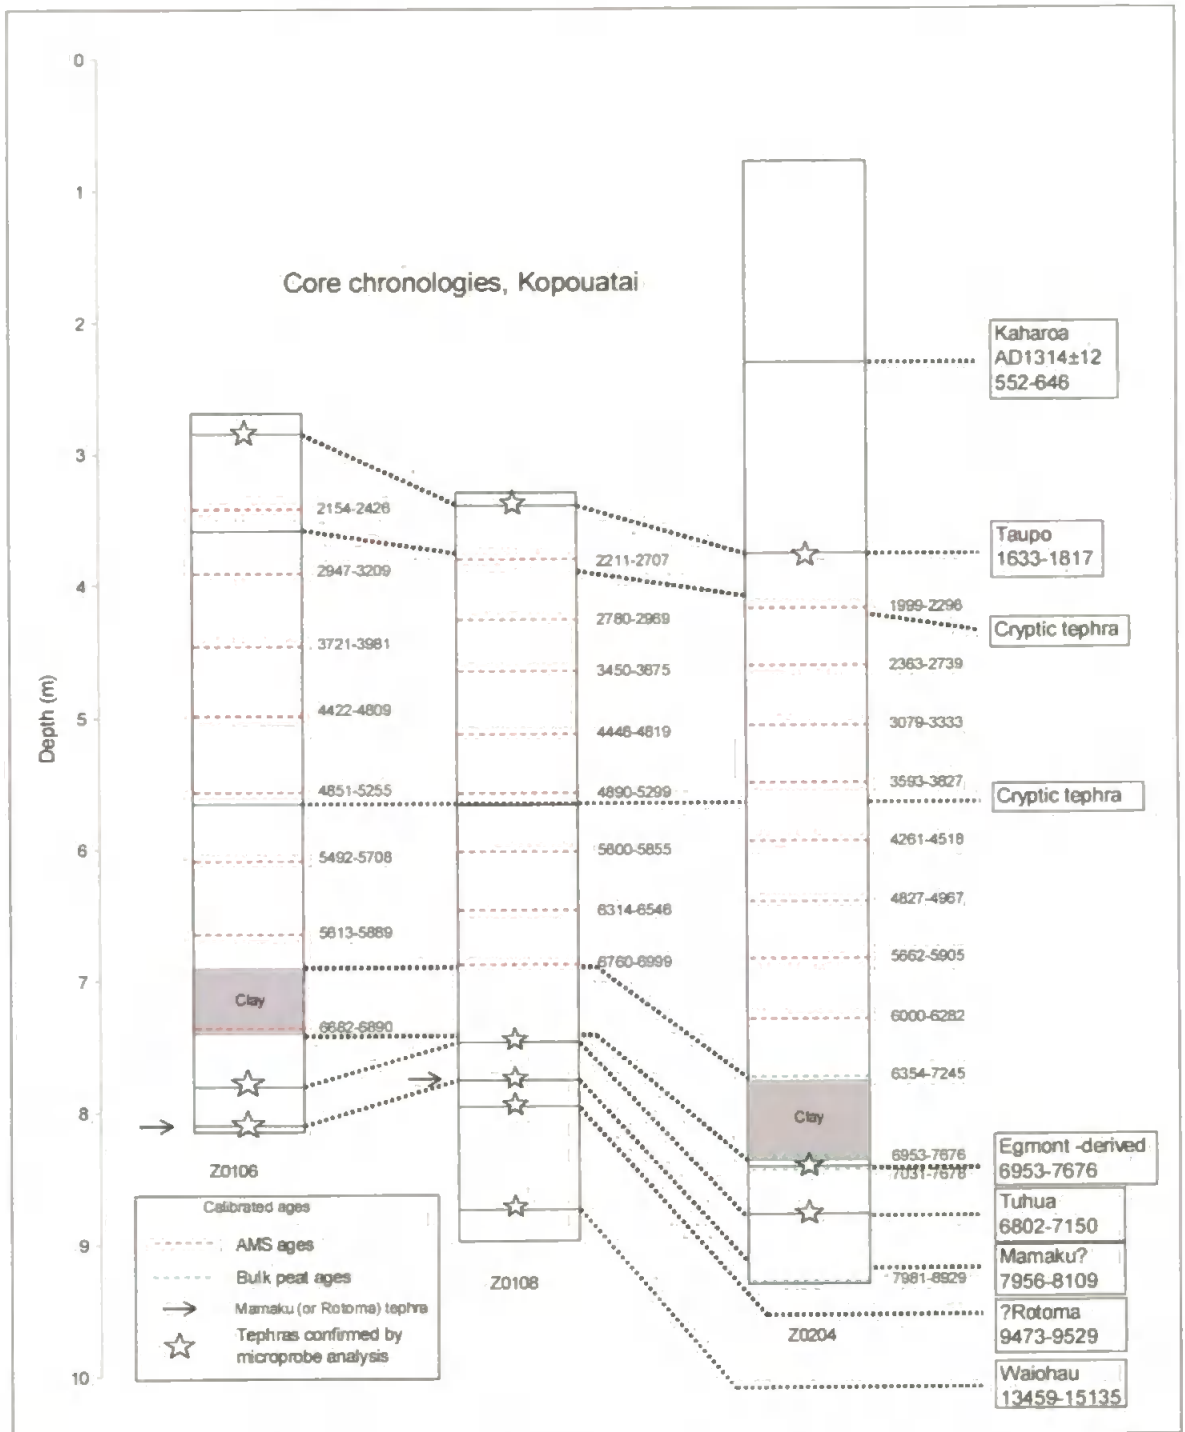 Core chronologies, Kopouatai
Depth (m)
0
1
2
3
4
5
6
7
8
9
10
2154-2426
2947-3209
3721-3981
4422-4809
4851-5255
5492-5708
5613-5889
Clay
6682-6890
Z0106
2211-2707
2780-2969
3450-3875
4446-4819
4890-5299
5600-5855
6314-6546
6760-6999
Z0108
1999-2296
2363-2739
3079-3333
3593-3827
4261-4518
4827-4967
5662-5905
6000-6282
6354-7245
Clay
6953-7676
7031-7678
7981-8929
Z0204
Kaharoa
AD1314±12
552-646
Taupo
1633-1817
Cryptic tephra
Cryptic tephra
Egmont -derived
6953-7676
Tuhua
6802-7150
Mamaku?
7956-8109
?Rotoma
9473-9529
Waiohau
13459-15135
Calibrated ages
AMS ages
Bulk peat ages
Mamaku (or Rotoma) tephra
Tephras confirmed by
microprobe analysis